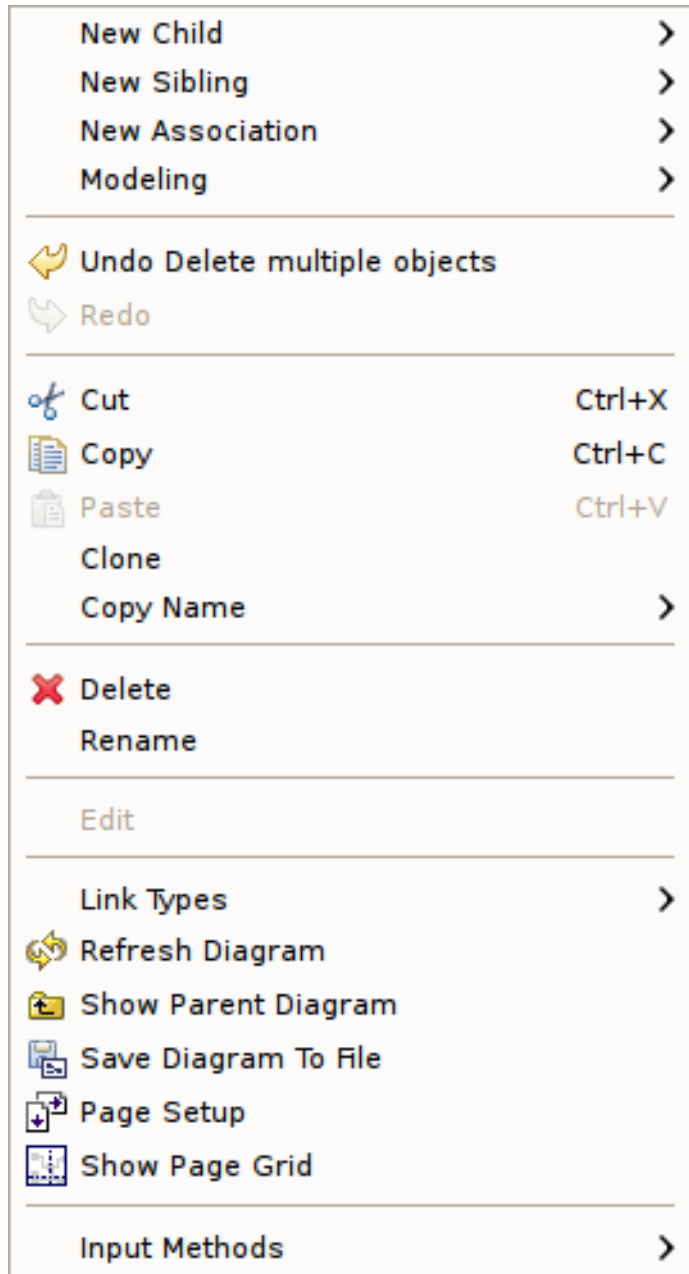 New Child
New Sibling
New Association
Modeling
Undo Delete multiple objects
Redo
Cut Ctrl+X
Copy Ctrl+C
Paste Ctrl+V
Clone
Copy Name
Delete
Rename
Edit
Link Types
Refresh Diagram
Show Parent Diagram
Save Diagram To File
Page Setup
Show Page Grid
Input Methods